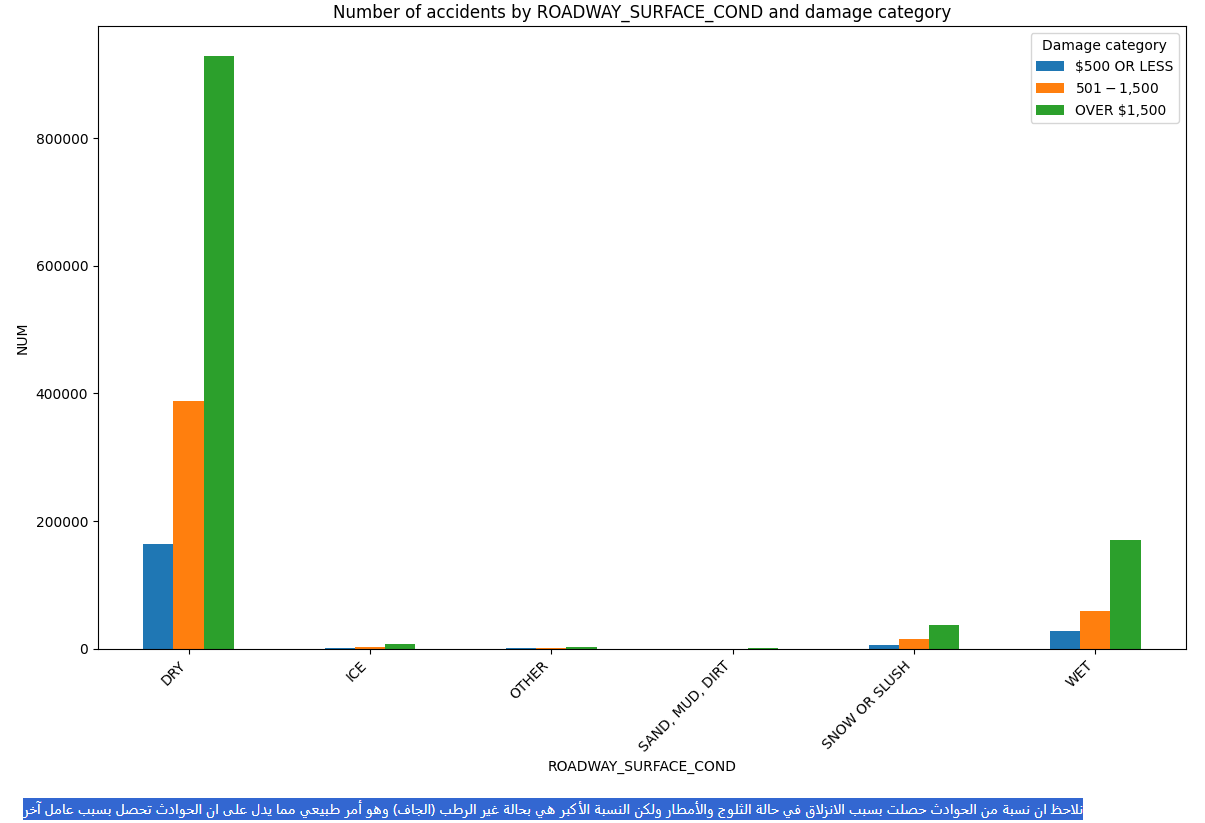 Number of accidents by ROADWAY_SURFACE_COND and damage category
Damage category
$500 OR LESS
501 − 1,500
OVER $1,500
800000
600000
400000
200000
0
NUM
DRY
ICE
OTHER
SAND, MUD, DIRT
SNOW OR SLUSH
WET
ROADWAY_SURFACE_COND
نلاحظ ان نسبة من الحوادث حصلت بسبب الانزلاق في حالة الثلوج والأمطار ولكن النسبة الأكبر هي بحالة غير الرطب (الجاف) وهو أمر طبيعي مما يدل على ان الحوادث تحصل بسبب عامل آخر